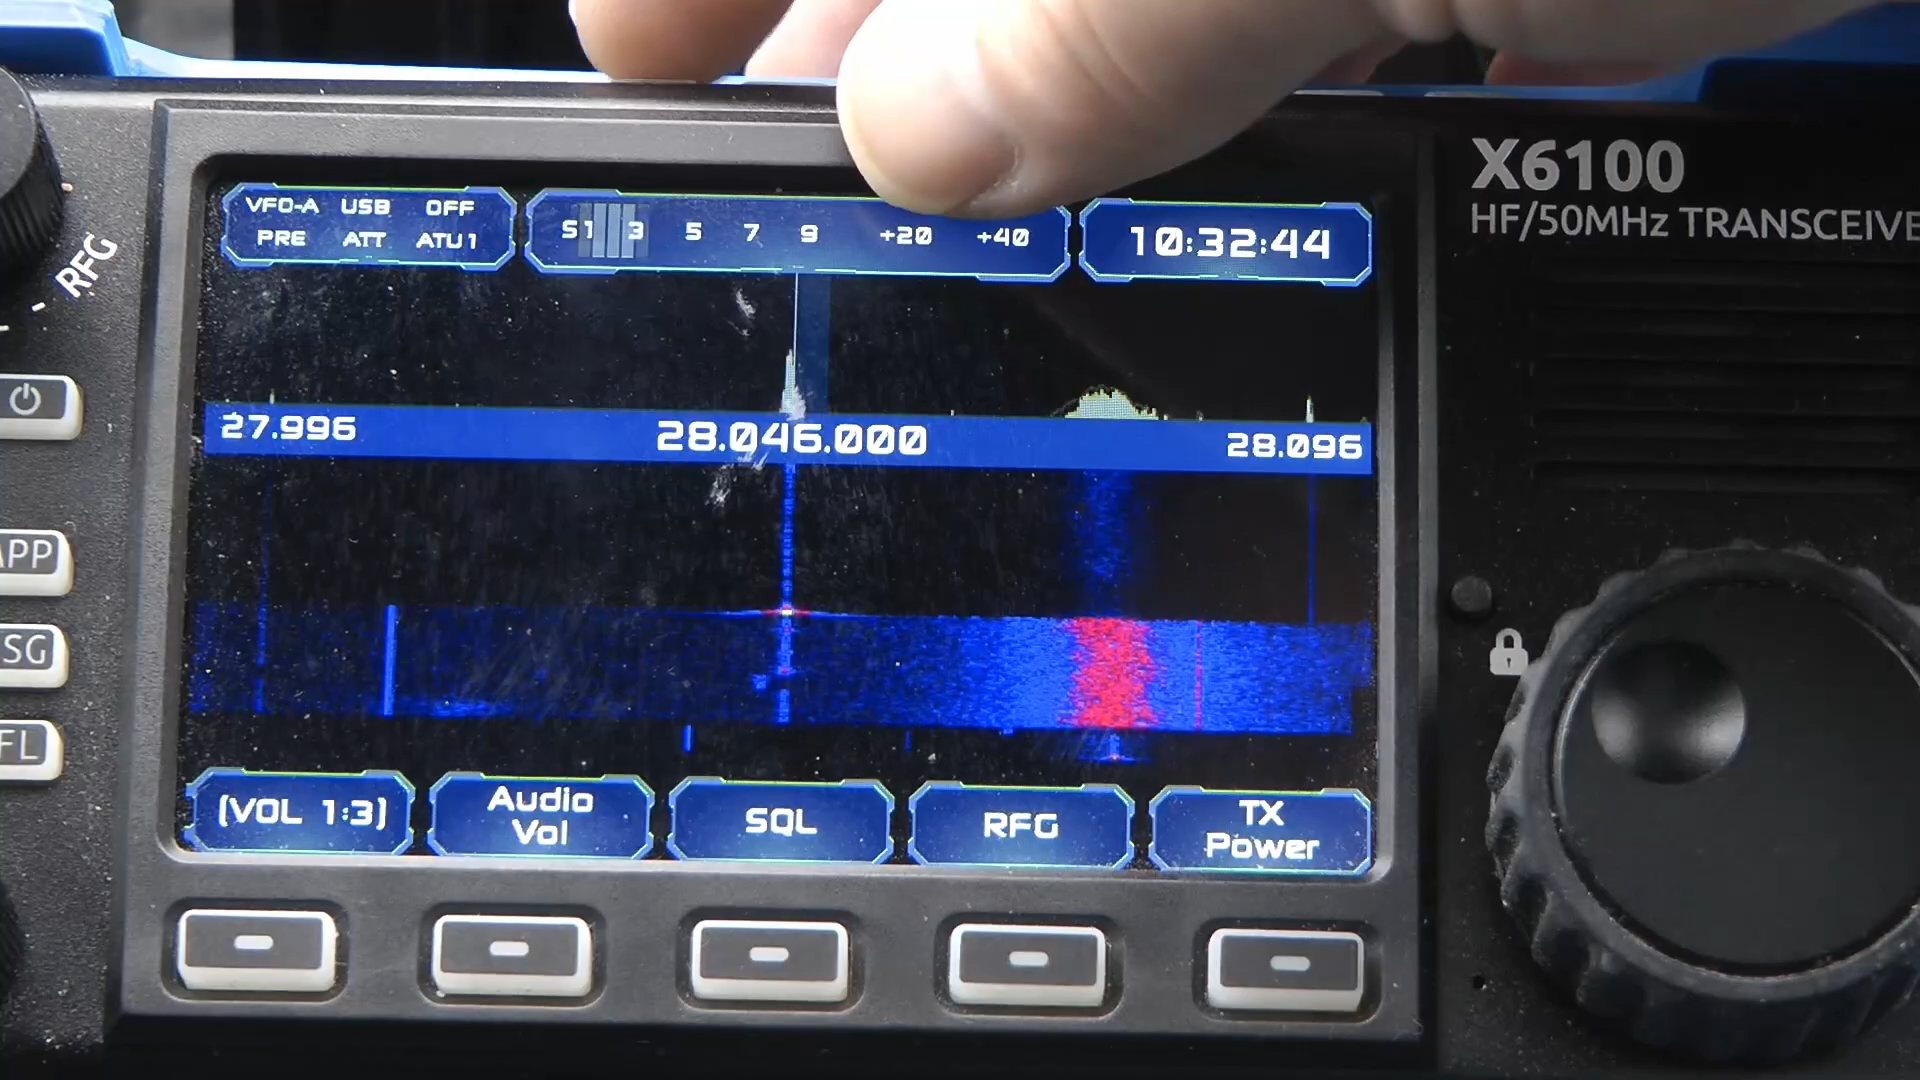 X6100
HF/50MHz TRANSCEIVE
RFG
VFO-A USB OFF
PRE ATT ATU1
S1 3 5 7 9 +20 +40
10:32:44
27.996 28.046.000 28.096
APP
SG
FL
(VOL 1:3)
Audio
Vol
SQL
RFG
TX
Power